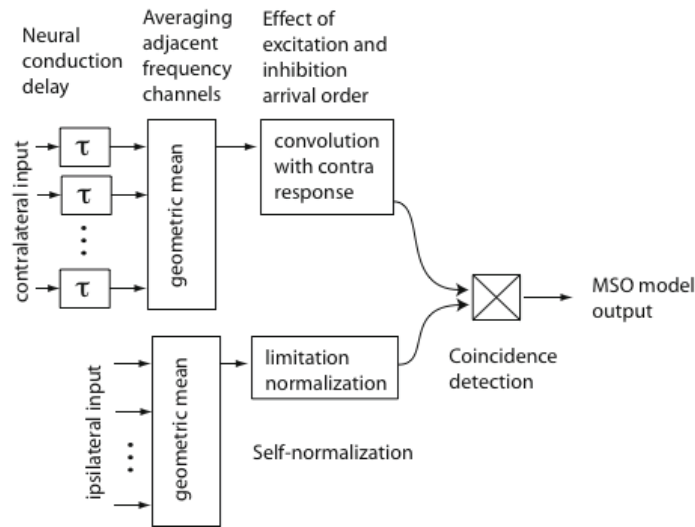 Neural
conduction
delay
Averaging
adjacent
frequency
channels
Effect of
excitation and
inhibition
arrival order
contralateral input
τ
τ
τ
geometric mean
convolution
with contra
response
MSO model
output
Coincidence
detection
ipsilateral input
geometric mean
limitation
normalization
Self-normalization